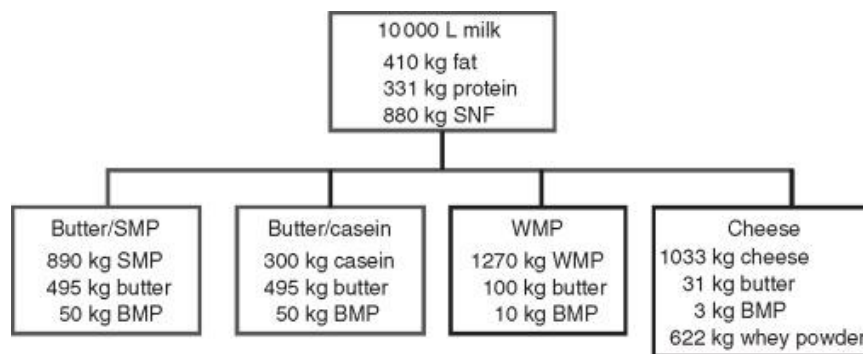 10 000 L milk
410 kg fat
331 kg protein
880 kg SNF
Butter/SMP
890 kg SMP
495 kg butter
50 kg BMP
Butter/casein
300 kg casein
495 kg butter
50 kg BMP
WMP
1270 kg WMP
100 kg butter
10 kg BMP
Cheese
1033 kg cheese
31 kg butter
3 kg BMP
622 kg whey powder